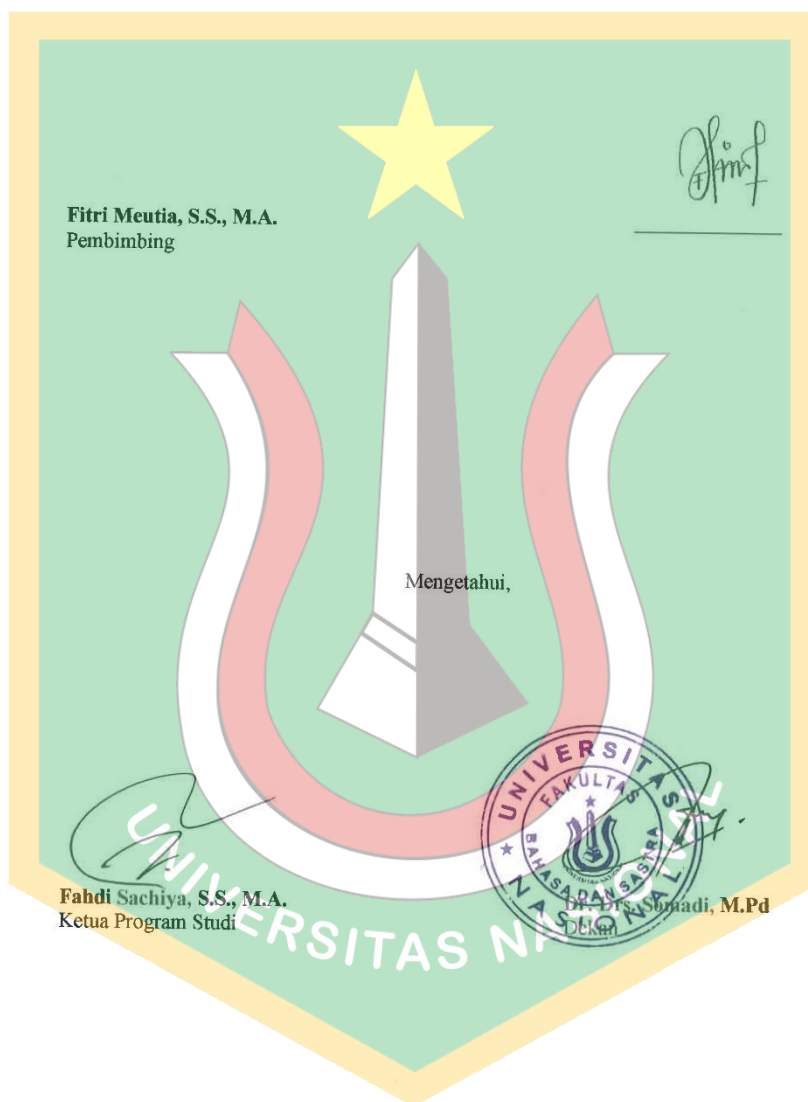 Fitri Meutia, S.S., M.A.
Pembimbing
Mengetahui,
Fahdi Sachiya, S.S., M.A.
Ketua Program Studi
UNIVERSITAS NASIONAL
FAKULTAS
BAHASA DAN SASTRA
Dr. Drs. Somadi, M.Pd
Dekan
UNIVERSITAS NASIONAL